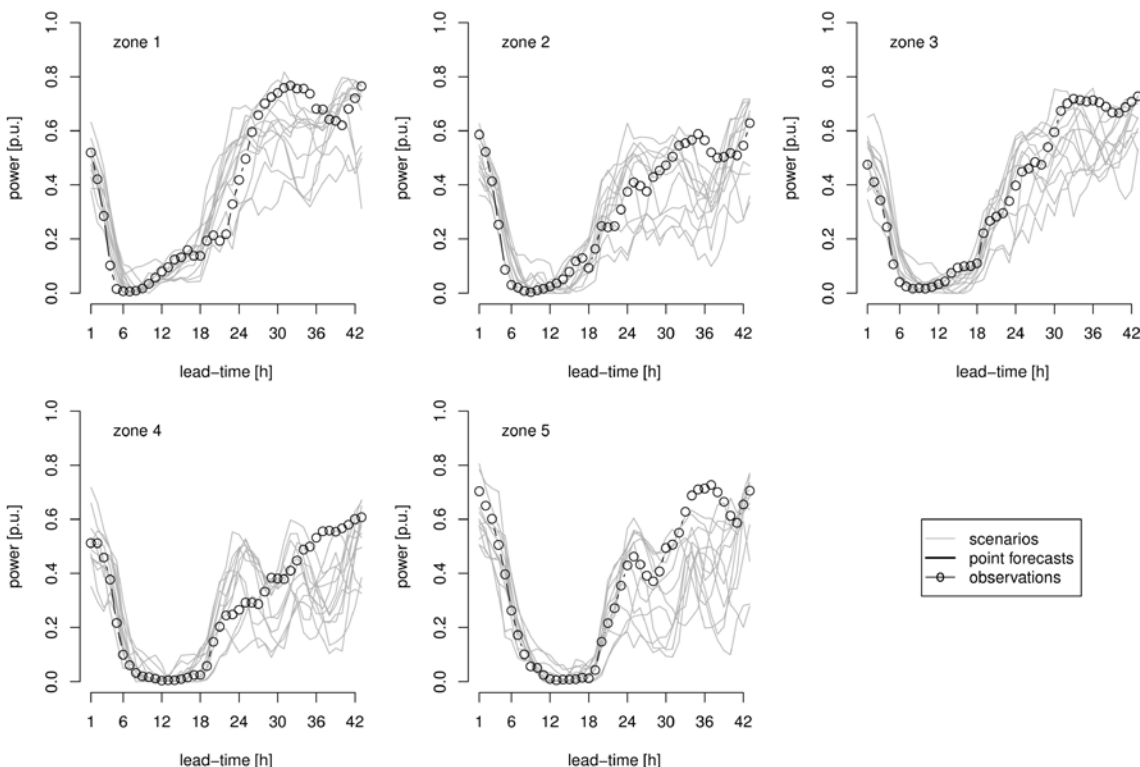 zone 1
power [p.u.]
0.0 0.2 0.4 0.6 0.8 1.0
1 6 12 18 24 30 36 42
lead−time [h]
zone 2
power [p.u.]
0.0 0.2 0.4 0.6 0.8 1.0
1 6 12 18 24 30 36 42
lead−time [h]
zone 3
power [p.u.]
0.0 0.2 0.4 0.6 0.8 1.0
1 6 12 18 24 30 36 42
lead−time [h]
zone 4
power [p.u.]
0.0 0.2 0.4 0.6 0.8 1.0
1 6 12 18 24 30 36 42
lead−time [h]
zone 5
power [p.u.]
0.0 0.2 0.4 0.6 0.8 1.0
1 6 12 18 24 30 36 42
lead−time [h]
scenarios
point forecasts
observations